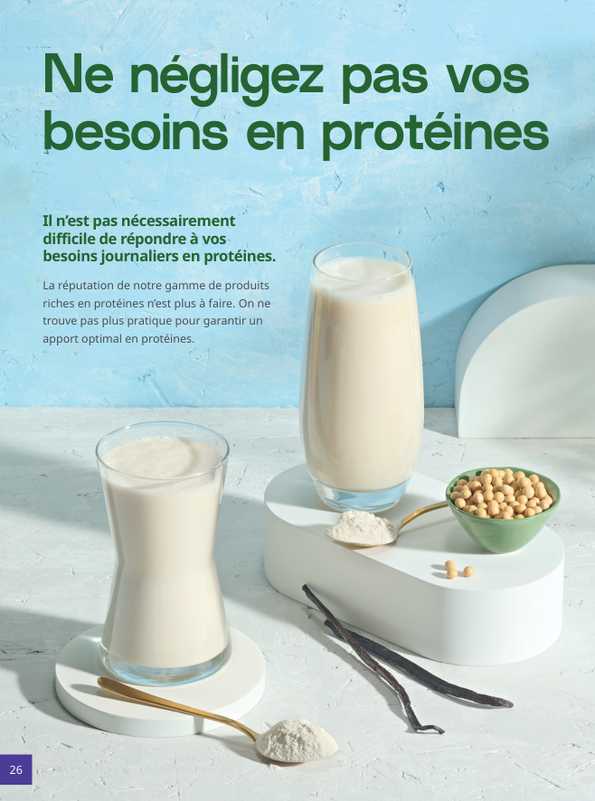 Ne négligez pas vos
besoins en protéines
Il n’est pas nécessairement
difficile de répondre à vos
besoins journaliers en protéines.
La réputation de notre gamme de produits
riches en protéines n’est plus à faire. On ne
trouve pas plus pratique pour garantir un
apport optimal en protéines.
26